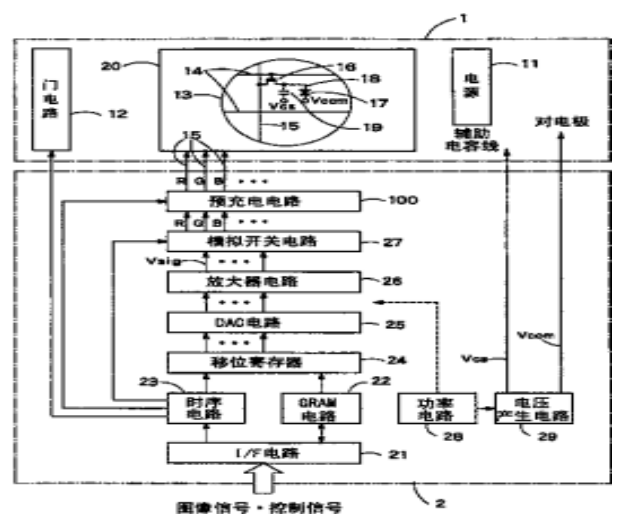 1
20
14
16
18
13
17
Vcs
Vcom
15
19
门电路
12
电源
11
15
辅助
电容线
对电极
R G B ・・・
预充电电路
100
R G B ・・・
模拟开关电路
27
Vsig
・・・
放大器电路
26
・・・
DAC电路
25
・・・
移位寄存器
24
Vcs
Vcom
23
22
时序
电路
GRAM
电路
功率
电路
28
电压
产生电路
29
I/F电路
21
图像信号・控制信号
2